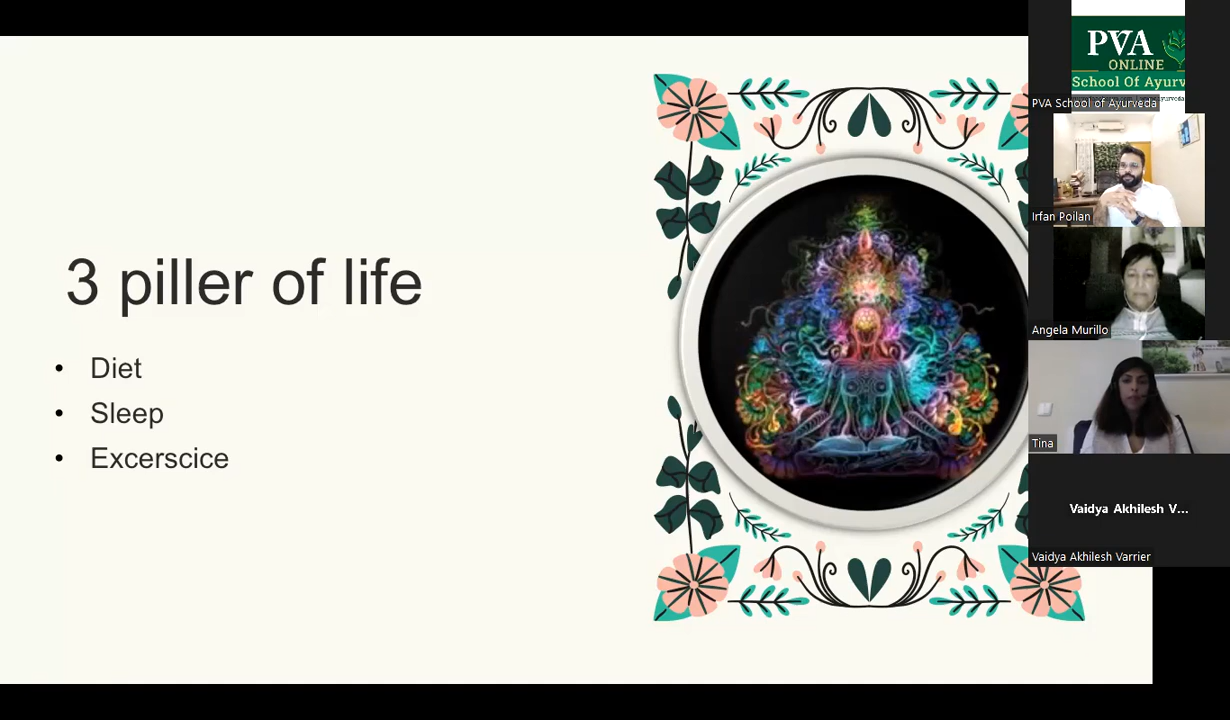 3 piller of life
• Diet
• Sleep
• Excerscice
PVA
ONLINE
School Of Ayurv
PVA School of Ayurveda
Irfan Poilan
Angela Murillo
Tina
Vaidya Akhilesh V...
Vaidya Akhilesh Varrier